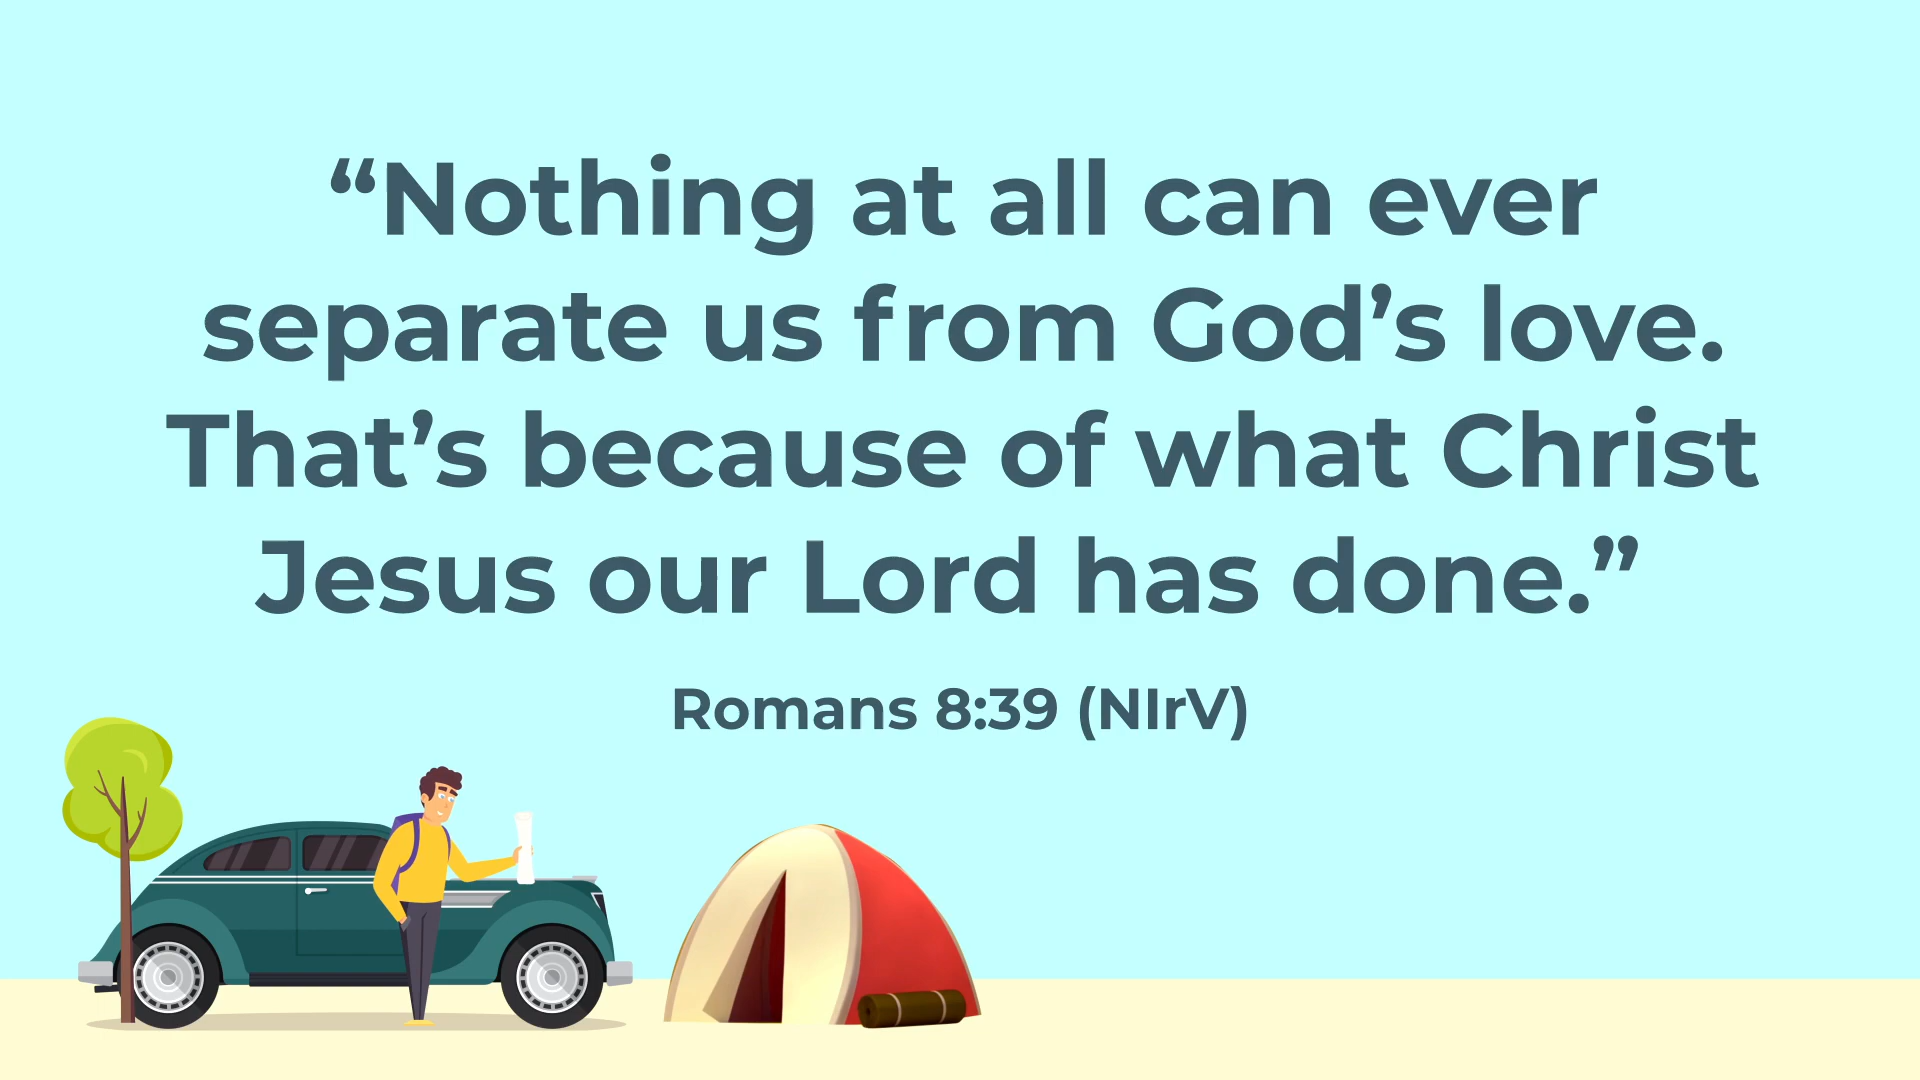 “Nothing at all can ever
separate us from God’s love.
That’s because of what Christ
Jesus our Lord has done.”
Romans 8:39 (NIrV)